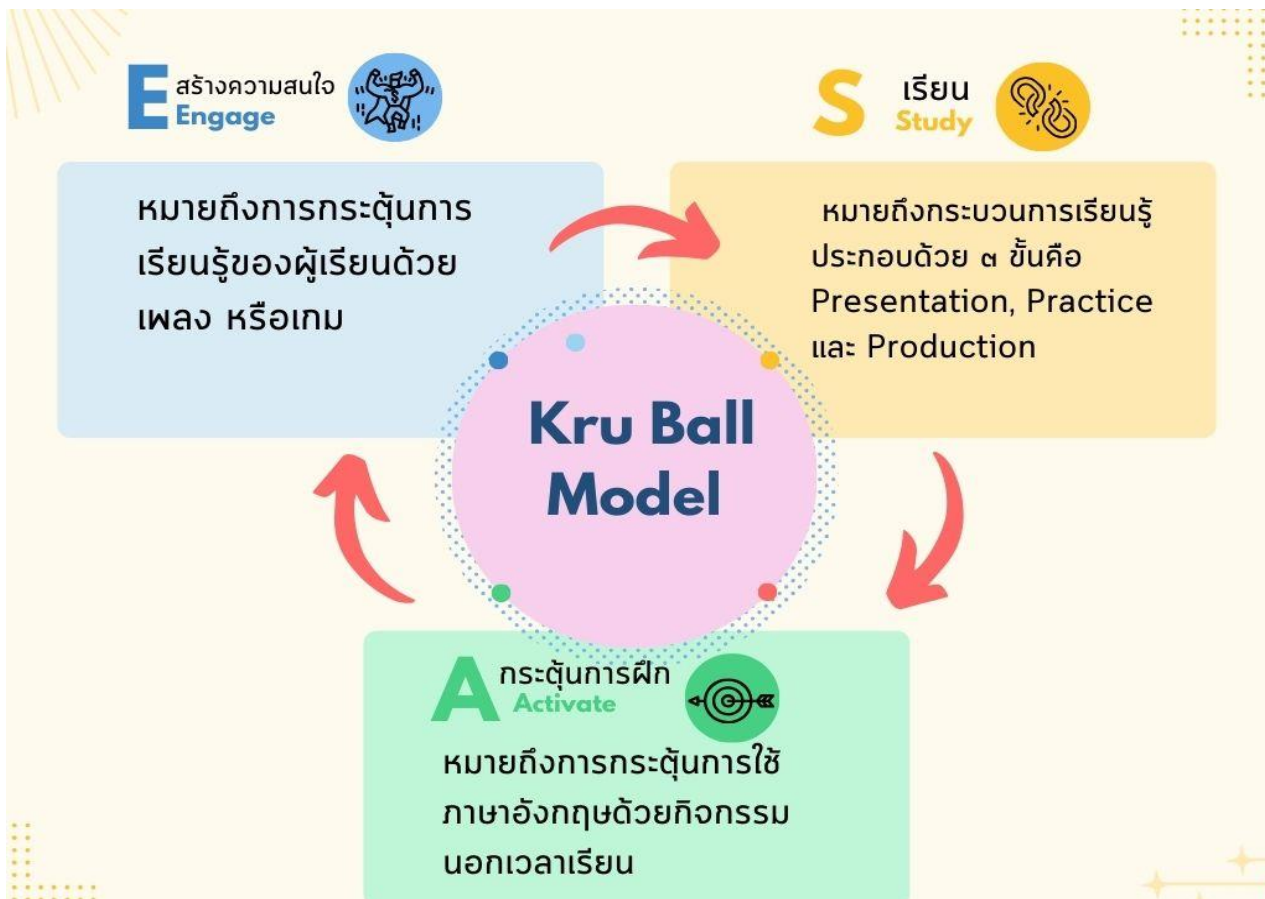 E สร้างความสนใจ
Engage
หมายถึงการกระตุ้นการ
เรียนรู้ของผู้เรียนด้วย
เพลง หรือเกม
S เรียน
Study
หมายถึงกระบวนการเรียนรู้
ประกอบด้วย ๓ ขั้นคือ
Presentation, Practice
และ Production
Kru Ball
Model
A กระตุ้นการฝึก
Activate
หมายถึงการกระตุ้นการใช้
ภาษาอังกฤษด้วยกิจกรรม
นอกเวลาเรียน